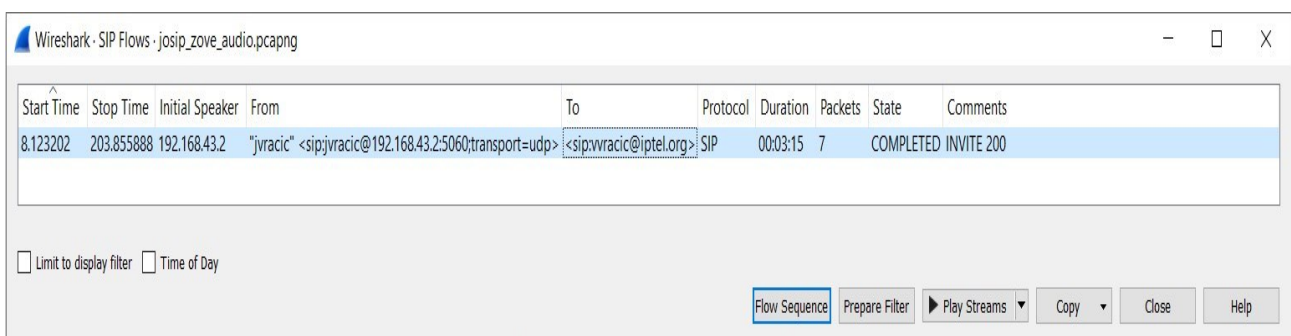 Wireshark · SIP Flows · josip_zove_audio.pcapng
Start Time Stop Time Initial Speaker From To Protocol Duration Packets State Comments
8.123202 203.855888 192.168.43.2 "jvracic" <sip:jvracic@192.168.43.2:5060;transport=udp> <sip:vvracic@iptel.org> SIP 00:03:15 7 COMPLETED INVITE 200
Limit to display filter Time of Day
Flow Sequence Prepare Filter Play Streams Copy Close Help